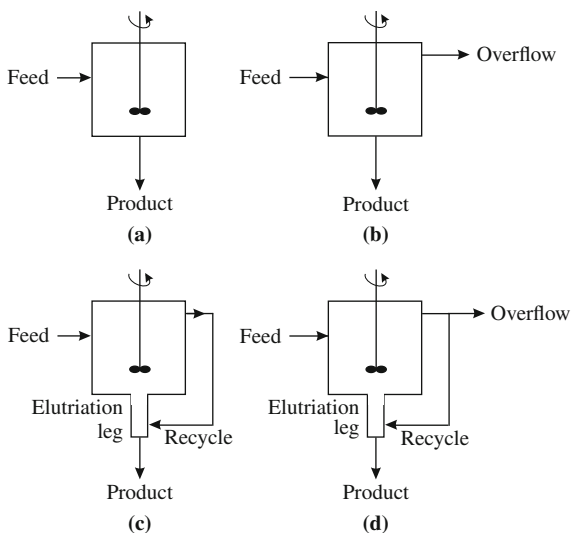 Feed
Product
(a)
Feed
Overflow
Product
(b)
Feed
Elutriation
leg
Recycle
Product
(c)
Feed
Overflow
Elutriation
leg
Recycle
Product
(d)